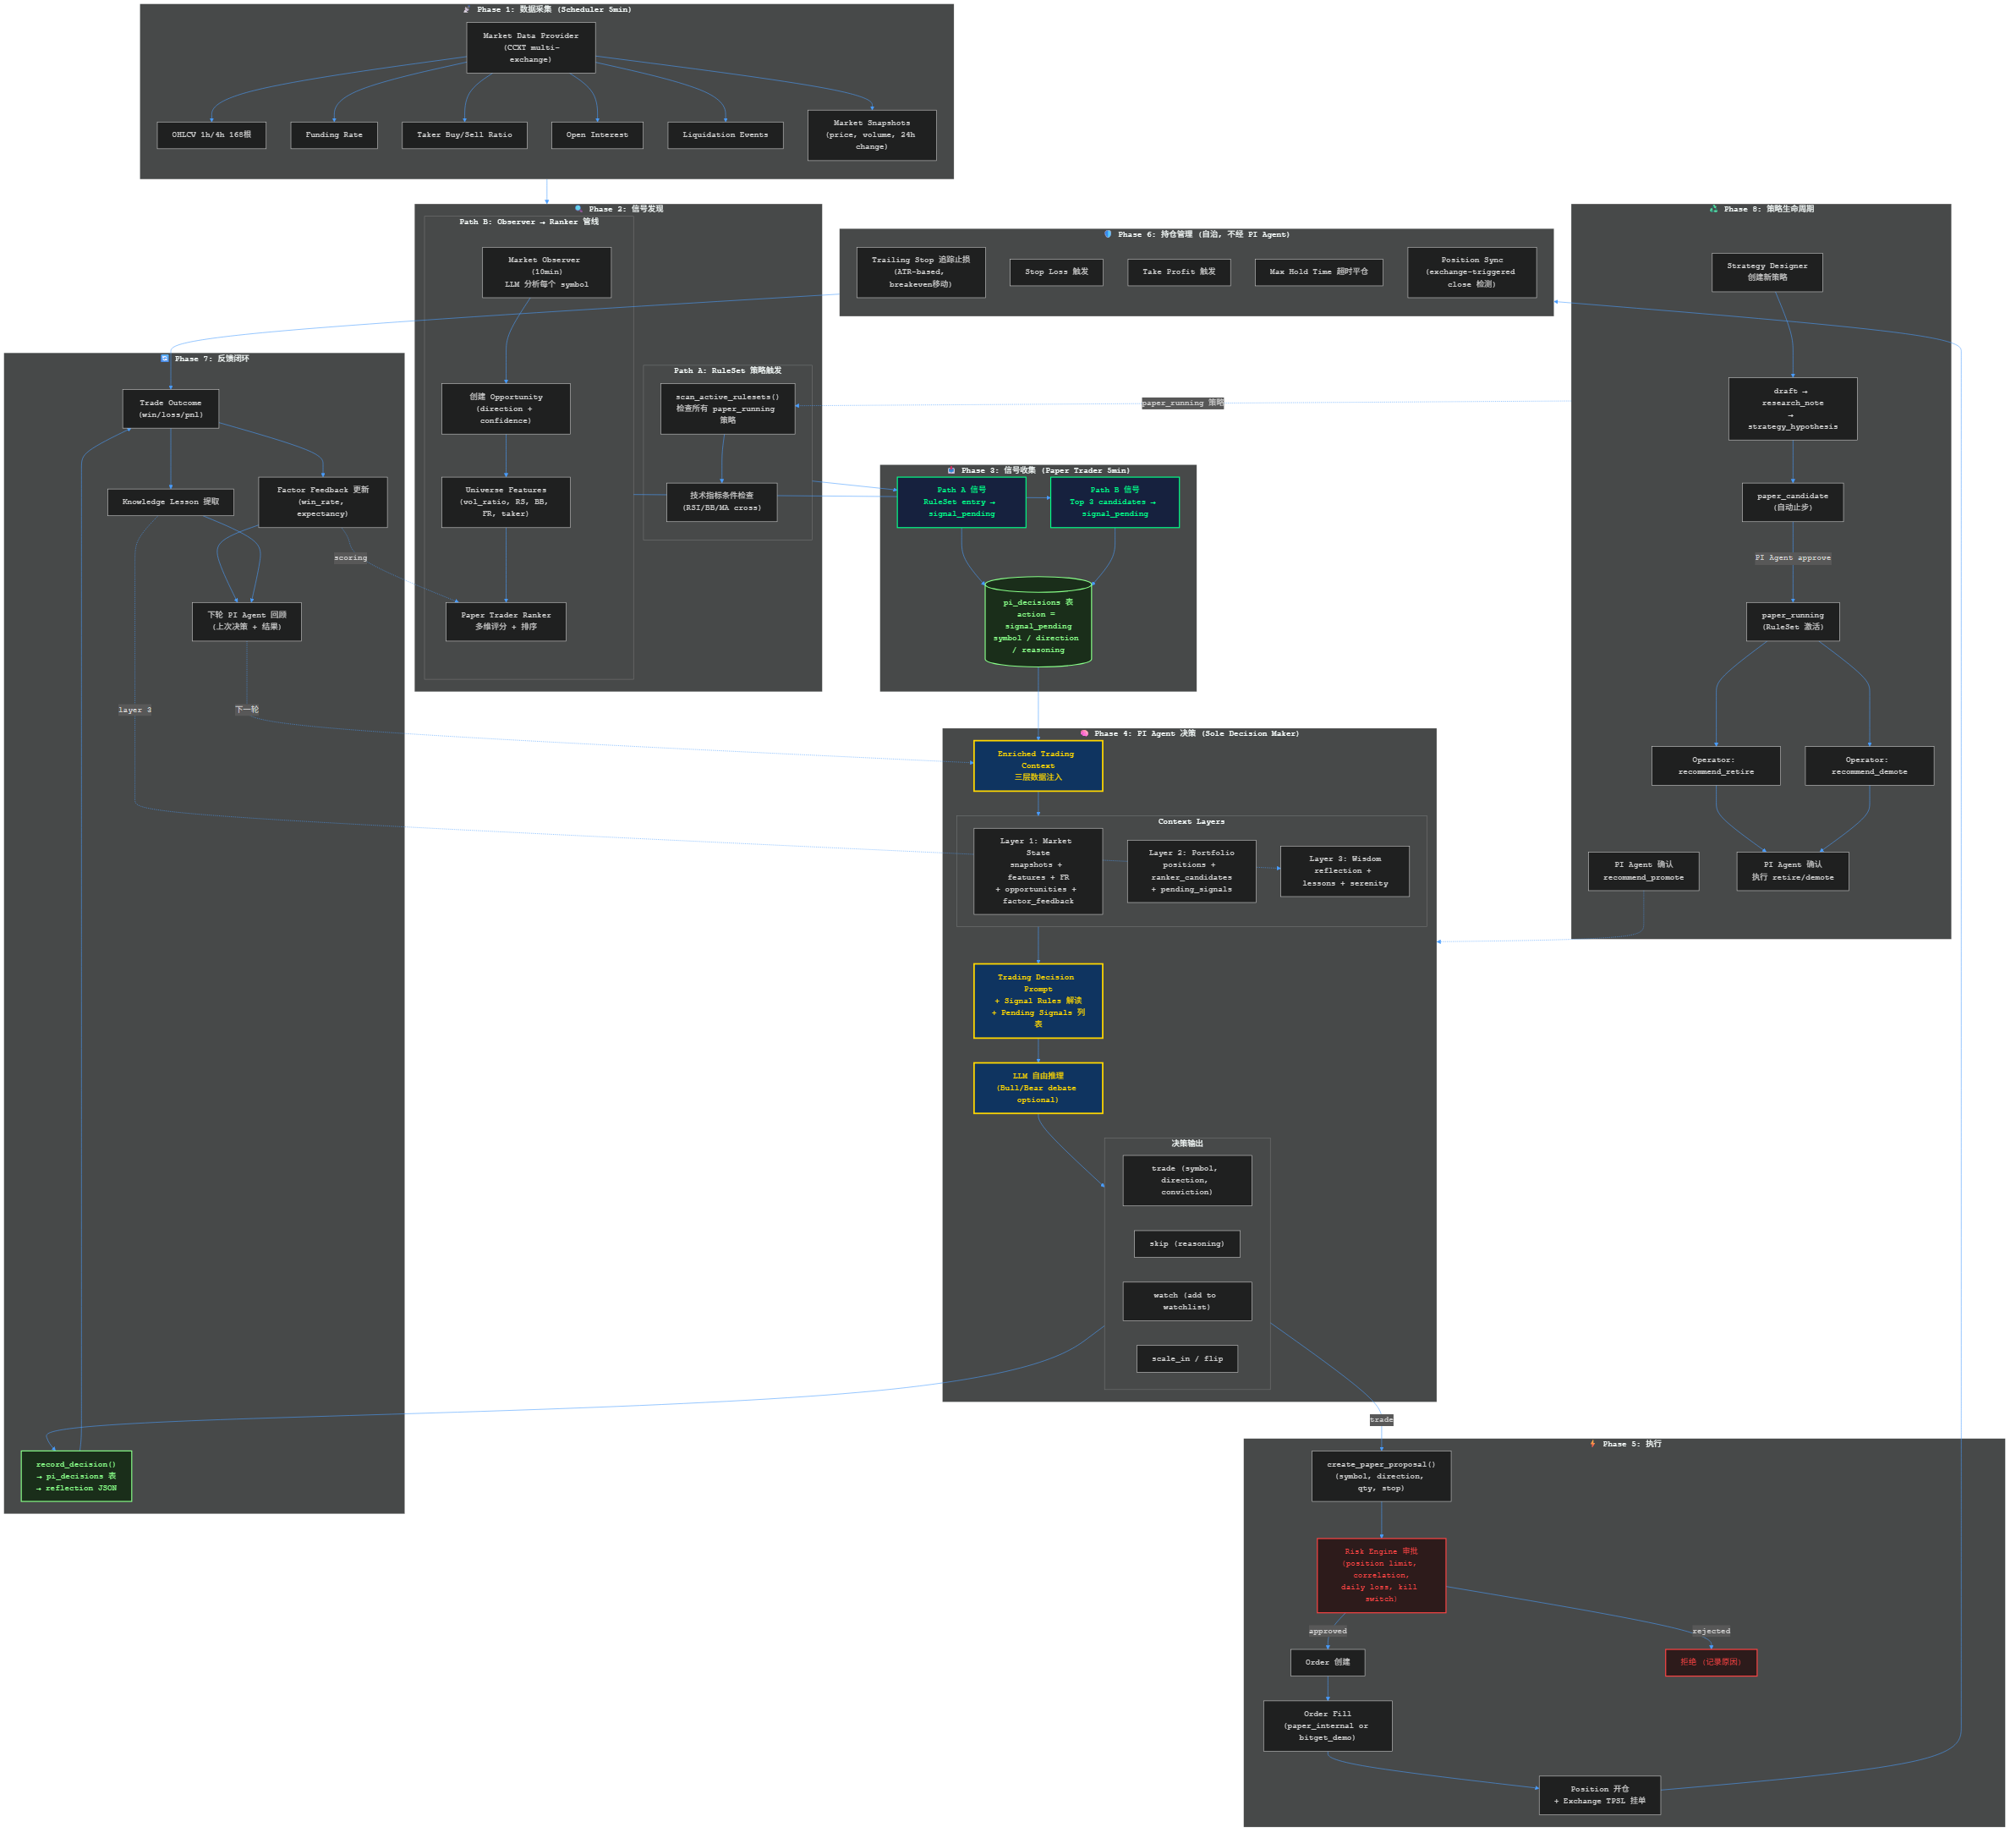 Phase 1: 数据采集 (Scheduler 5min)
Market Data Provider
(CCXT multi-
exchange)
OHLCV 1h/4h 168根
Funding Rate
Taker Buy/Sell Ratio
Open Interest
Liquidation Events
Market Snapshots
(price, volume, 24h
change)
Phase 2: 信号发现
Path B: Observer → Ranker 管线
Market Observer
(10min)
LLM 分析每个 symbol
创建 Opportunity
(direction +
confidence)
Universe Features
(vol_ratio, RS, BB,
FR, taker)
Paper Trader Ranker
多维评分 + 排序
Path A: RuleSet 策略触发
scan_active_rulesets()
检查所有 paper_running
策略
技术指标条件检查
(RSI/BB/MA cross)
Phase 6: 持仓管理 (自治, 不经 PI Agent)
Trailing Stop 追踪止损
(ATR-based,
breakeven移动)
Stop Loss 触发
Take Profit 触发
Max Hold Time 超时平仓
Position Sync
(exchange-triggered
close 检测)
Phase 8: 策略生命周期
Strategy Designer
创建新策略
draft →
research_note
→
strategy_hypothesis
paper_candidate
(自动止步)
PI Agent approve
paper_running
(RuleSet 激活)
Operator:
recommend_retire
Operator:
recommend_demote
PI Agent 确认
recommend_promote
PI Agent 确认
执行 retire/demote
paper_running 策略
Phase 7: 反馈闭环
Trade Outcome
(win/loss/pnl)
Knowledge Lesson 提取
Factor Feedback 更新
(win_rate,
expectancy)
scoring
下轮 PI Agent 回顾
(上次决策 + 结果)
layer 3
下一轮
record_decision()
→ pi_decisions 表
→ reflection JSON
Phase 3: 信号收集 (Paper Trader 5min)
Path A 信号
RuleSet entry →
signal_pending
Path B 信号
Top 3 candidates →
signal_pending
pi_decisions 表
action =
signal_pending
symbol / direction
/ reasoning
Phase 4: PI Agent 决策 (Sole Decision Maker)
Enriched Trading
Context
三层数据注入
Context Layers
Layer 1: Market
State
snapshots +
features + FR
+ opportunities +
factor_feedback
Layer 2: Portfolio
positions +
ranker_candidates
+ pending_signals
Layer 3: Wisdom
reflection +
lessons + serenity
Trading Decision
Prompt
+ Signal Rules 解读
+ Pending Signals 列
表
LLM 自由推理
(Bull/Bear debate
optional)
决策输出
trade (symbol,
direction,
conviction)
skip (reasoning)
watch (add to
watchlist)
scale_in / flip
trade
Phase 5: 执行
create_paper_proposal()
(symbol, direction,
qty, stop)
Risk Engine 审批
(position limit,
correlation,
daily loss, kill
switch)
approved
rejected
Order 创建
拒绝 (记录原因)
Order Fill
(paper_internal or
bitget_demo)
Position 开仓
+ Exchange TPSL 挂单